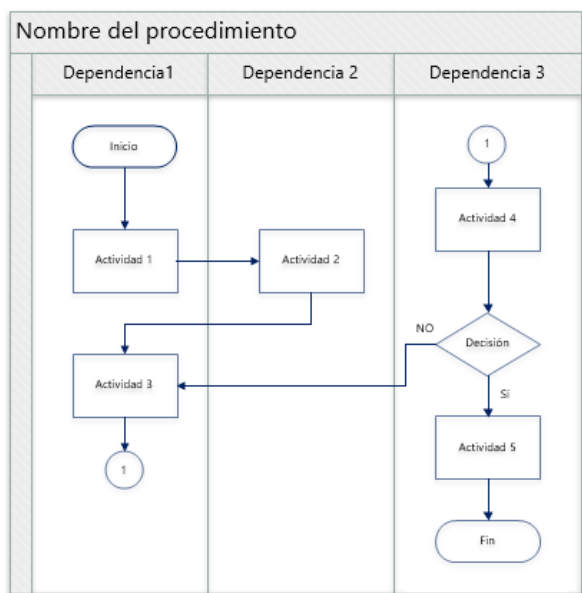 Nombre del procedimiento
Dependencia1
Dependencia 2
Dependencia 3
Inicio
1
Actividad 4
Actividad 1
Actividad 2
NO
Decisión
Actividad 3
Si
Actividad 5
1
Fin